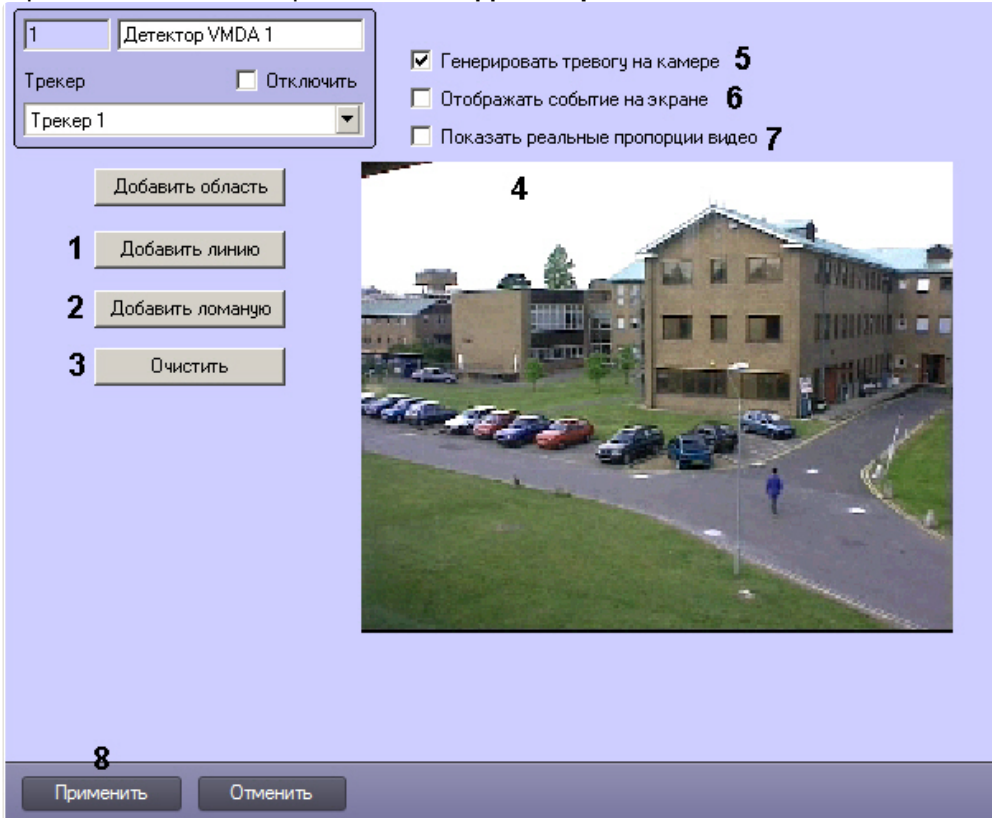 1 Детектор VMDA 1
Трекер Отключить
Трекер 1
Генерировать тревогу на камере 5
Отображать событие на экране 6
Показать реальные пропорции видео 7
Добавить область
1 Добавить линию
2 Добавить ломаную
3 Очистить
4
8
Применить Отменить